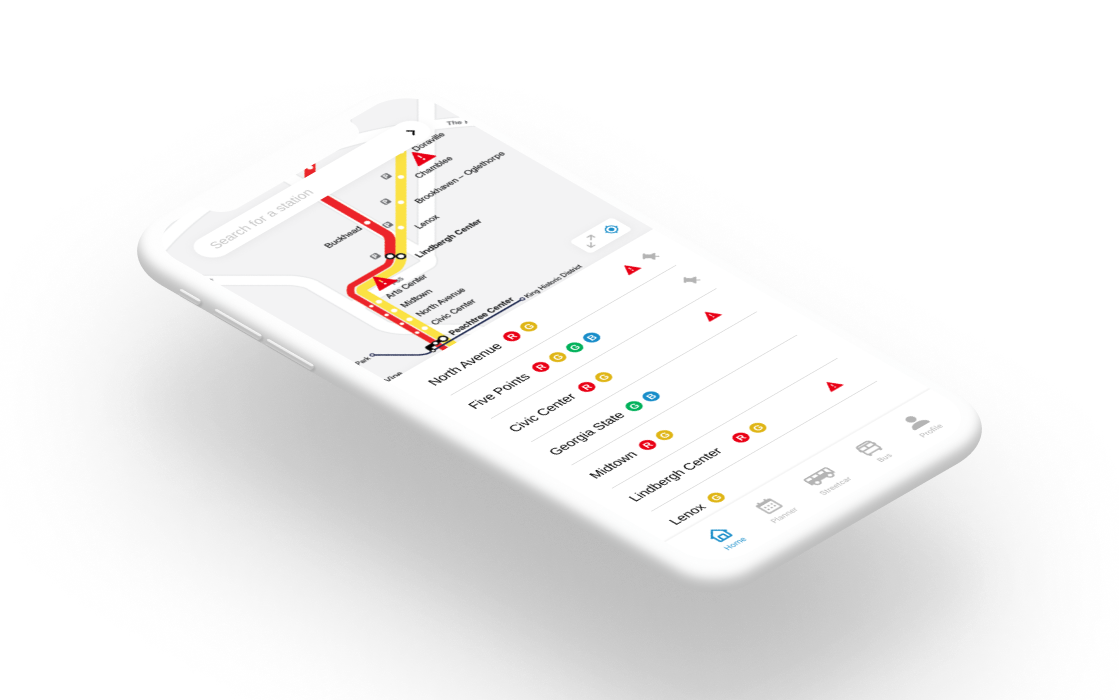 The
Search for a station
Doraville
Chamblee
Brookhaven – Oglethorpe
Lenox
Buckhead
Lindbergh Center
Arts Center
Midtown
North Avenue
Civic Center
Peachtree Center
King Historic District
Park
Vine
North Avenue R G
Five Points R G G B
Civic Center R G
Georgia State G B
Midtown R G
Lindbergh Center R G
Lenox G
Home
Planner
Streetcar
Bus
Profile